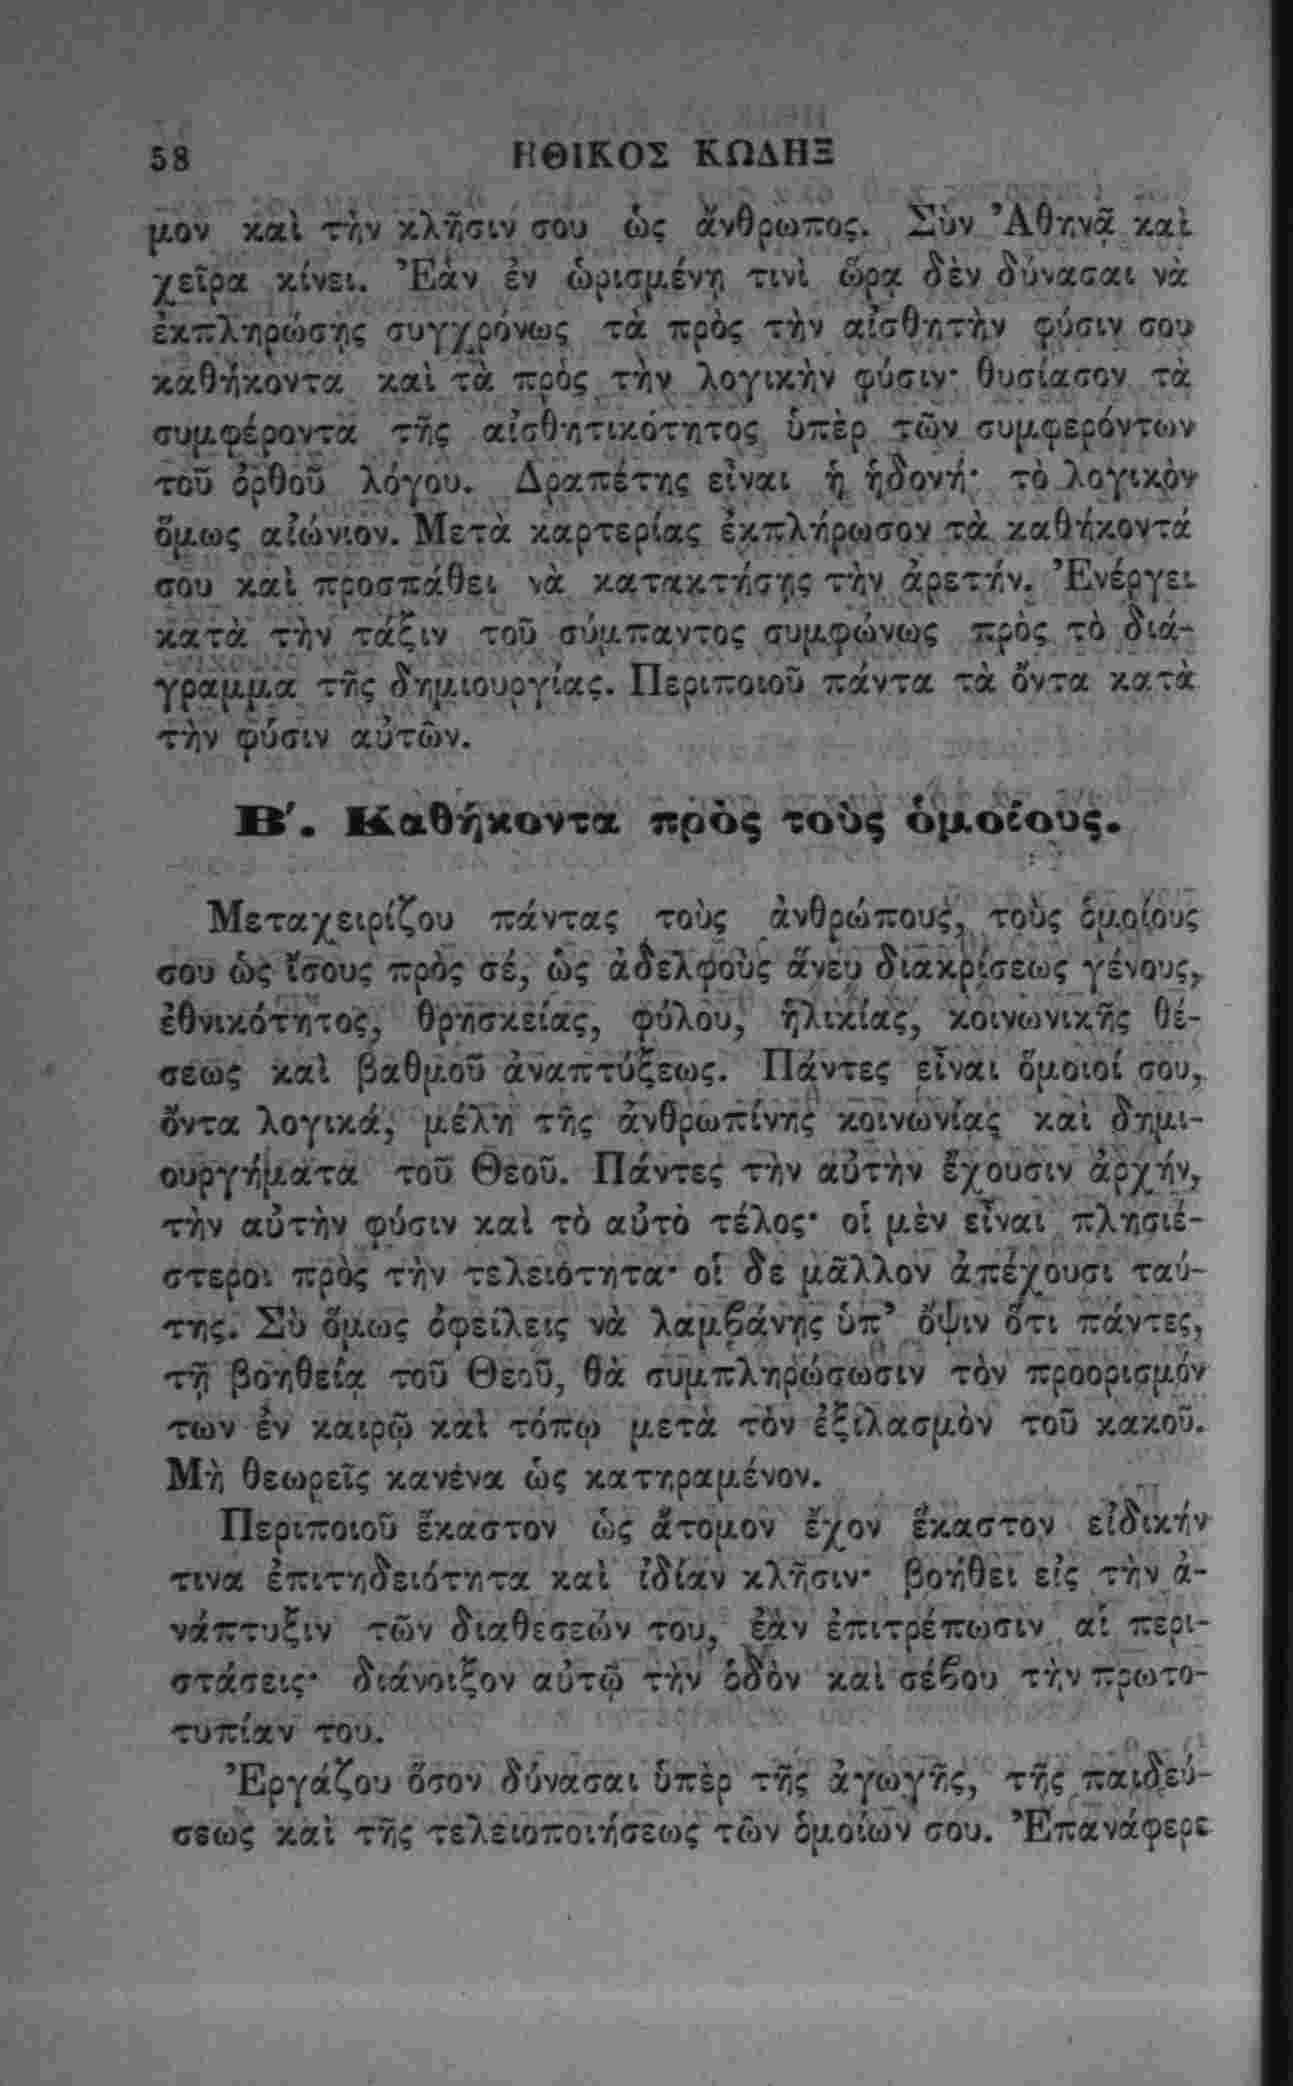 58
ΗΘΙΚΟΣ ΚΩΔΗΞ
μον καὶ τὴν κλῆσιν σου ὡς ἄνθρωπος. Σὺν Ἀθηνᾷ καὶ
χεῖρα κίνει. Ἐὰν ἐν ὡρισμένῃ τινὶ ὥρᾳ δὲν δύνασαι νὰ
ἐκπληρώσῃς συγχρόνως τὰ πρὸς τὴν αἰσθητὴν φύσιν σου
καθήκοντα καὶ τὰ πρὸς τὴν λογικὴν φύσιν· θυσίασον τὰ
συμφέροντα τῆς αἰσθητικότητος ὑπὲρ τῶν συμφερόντων
τοῦ ὀρθοῦ λόγου. Δραπέτης εἶναι ἡ ἡδονή· τὸ λογικὸν
ὅμως αἰώνιον. Μετὰ καρτερίας ἐκπλήρωσον τὰ καθήκοντά
σου καὶ προσπάθει νὰ κατακτήσῃς τὴν ἀρετήν. Ἐνέργει
κατὰ τὴν τάξιν τοῦ σύμπαντος συμφώνως πρὸς τὸ διά-
γραμμα τῆς δημιουργίας. Περιποιοῦ πάντα τὰ ὄντα κατὰ
τὴν φύσιν αὐτῶν.
Β΄. Καθήκοντα πρὸς τοὺς ὁμοίους.
Μεταχειρίζου πάντας τοὺς ἀνθρώπους, τοὺς ὁμοίους
σου ὡς ἴσους πρὸς σέ, ὡς ἀδελφοὺς ἄνευ διακρίσεως γένους,
ἐθνικότητος, θρησκείας, φύλου, ἡλικίας, κοινωνικῆς θέ-
σεως καὶ βαθμοῦ ἀναπτύξεως. Πάντες εἶναι ὅμοιοί σου,
ὄντα λογικά, μέλη τῆς ἀνθρωπίνης κοινωνίας καὶ δημι-
ουργήματα τοῦ Θεοῦ. Πάντες τὴν αὐτὴν ἔχουσιν ἀρχήν,
τὴν αὐτὴν φύσιν καὶ τὸ αὐτὸ τέλος· οἱ μὲν εἶναι πλησιέ-
στεροι πρὸς τὴν τελειότητα· οἱ δε μᾶλλον ἀπέχουσι ταύ-
της. Σὺ ὅμως ὀφείλεις νὰ λαμβάνῃς ὑπ’ ὄψιν ὅτι πάντες,
τῇ βοηθείᾳ τοῦ Θεοῦ, θὰ συμπληρώσωσιν τὸν προορισμόν
των ἐν καιρῷ καὶ τόπῳ μετὰ τὸν ἐξιλασμὸν τοῦ κακοῦ.
Μὴ θεωρεῖς κανένα ὡς κατηραμένον.
Περιποιοῦ ἕκαστον ὡς ἄτομον ἔχον ἕκαστον εἰδικήν
τινα ἐπιτηδειότητα καὶ ἰδίαν κλῆσιν· βοήθει εἰς τὴν ἀ-
νάπτυξιν τῶν διαθεσεών του, ἐὰν ἐπιτρέπωσιν αἱ περι-
στάσεις· διάνοιξον αὐτῷ τὴν ὁδὸν καὶ σέβου τὴν πρωτο-
τυπίαν του.
Ἐργάζου ὅσον δύνασαι ὑπὲρ τῆς ἀγωγῆς, τῆς παιδεύ-
σεως καὶ τῆς τελειοποιήσεως τῶν ὁμοίων σου. Ἐπανάφερε